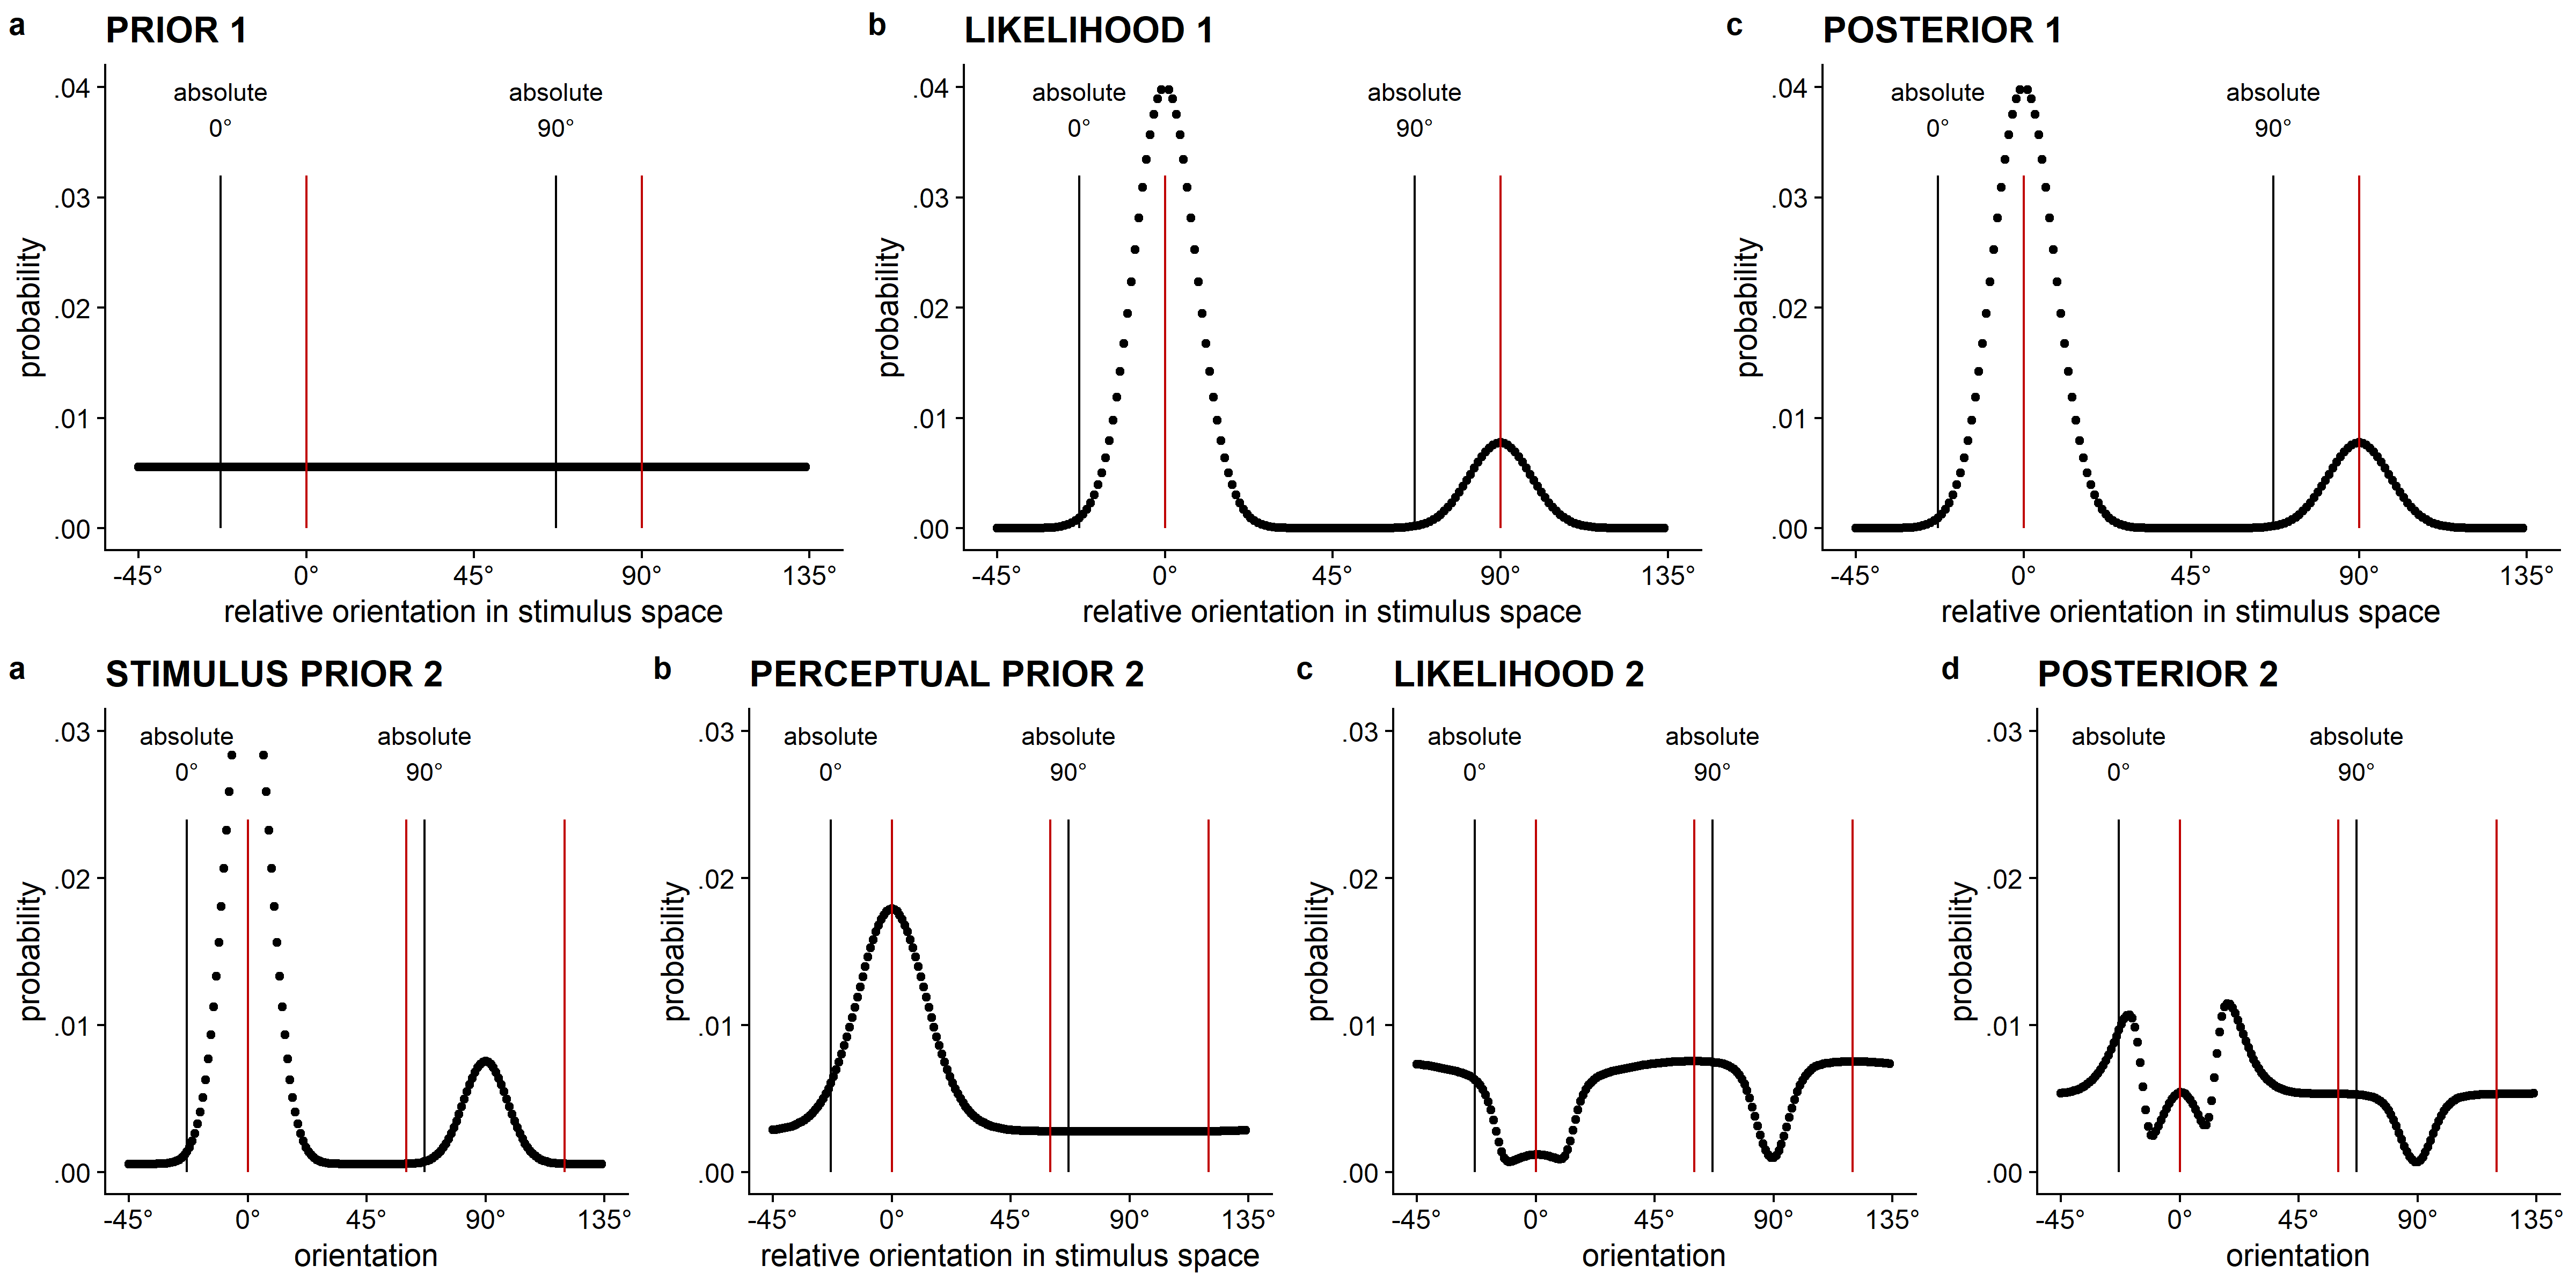 a PRIOR 1
absolute absolute
0° 90°
.04
.03
.02
.01
.00
probability
-45° 0° 45° 90° 135°
relative orientation in stimulus space
b LIKELIHOOD 1
absolute absolute
0° 90°
.04
.03
.02
.01
.00
probability
-45° 0° 45° 90° 135°
relative orientation in stimulus space
c POSTERIOR 1
absolute absolute
0° 90°
.04
.03
.02
.01
.00
probability
-45° 0° 45° 90° 135°
relative orientation in stimulus space
a STIMULUS PRIOR 2
absolute absolute
0° 90°
.03
.02
.01
.00
probability
-45° 0° 45° 90° 135°
orientation
b PERCEPTUAL PRIOR 2
absolute absolute
0° 90°
.03
.02
.01
.00
probability
-45° 0° 45° 90° 135°
relative orientation in stimulus space
c LIKELIHOOD 2
absolute absolute
0° 90°
.03
.02
.01
.00
probability
-45° 0° 45° 90° 135°
orientation
d POSTERIOR 2
absolute absolute
0° 90°
.03
.02
.01
.00
probability
-45° 0° 45° 90° 135°
orientation